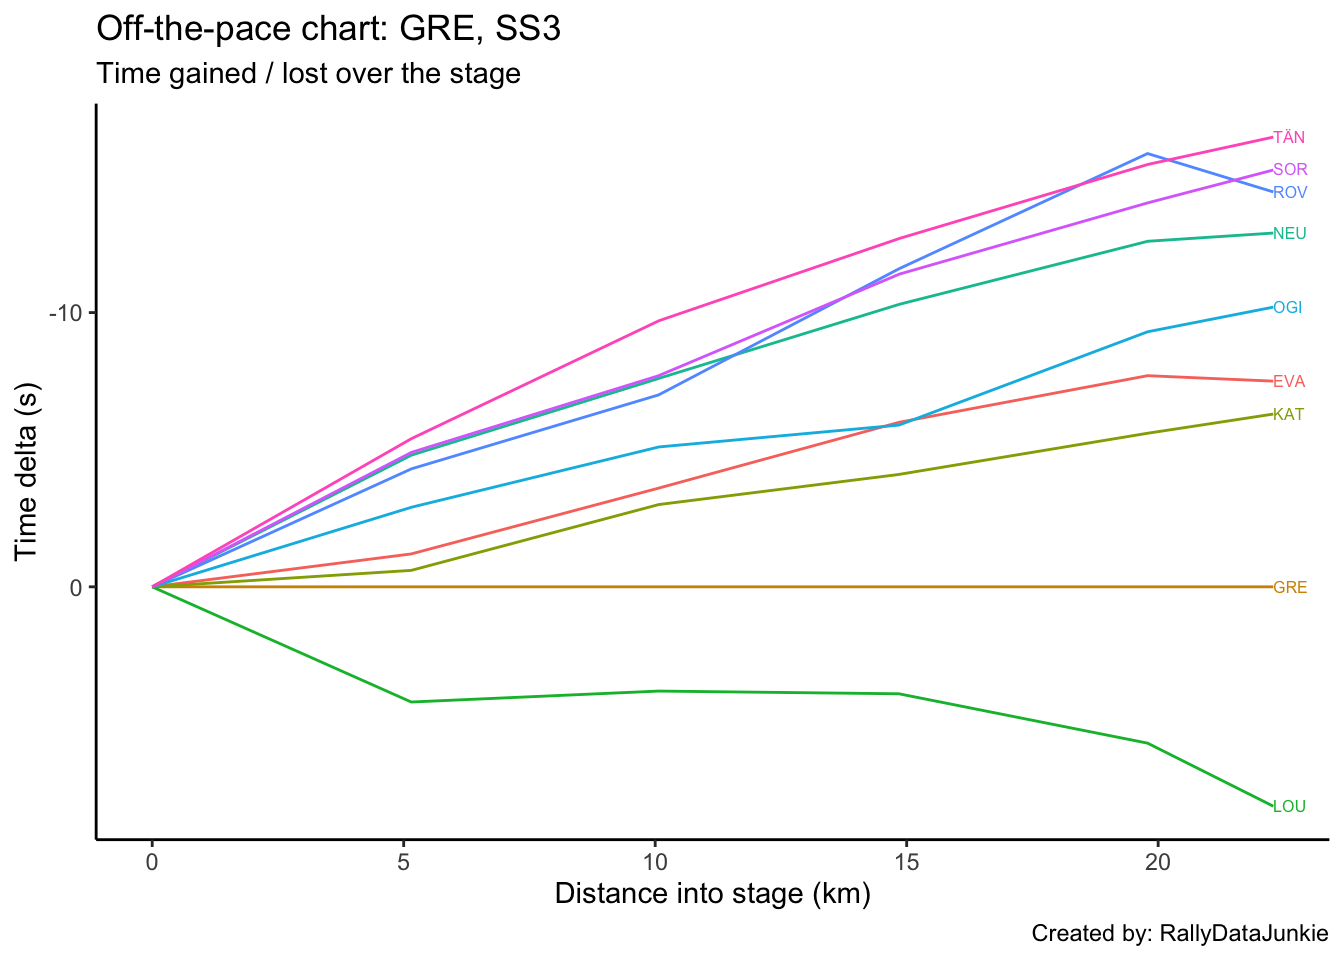 Off-the-pace chart: GRE, SS3
Time gained / lost over the stage
TÄN
SOR
ROV
NEU
-10
OGI
EVA
KAT
Time delta (s)
0
GRE
LOU
0 5 10 15 20
Distance into stage (km)
Created by: RallyDataJunkie